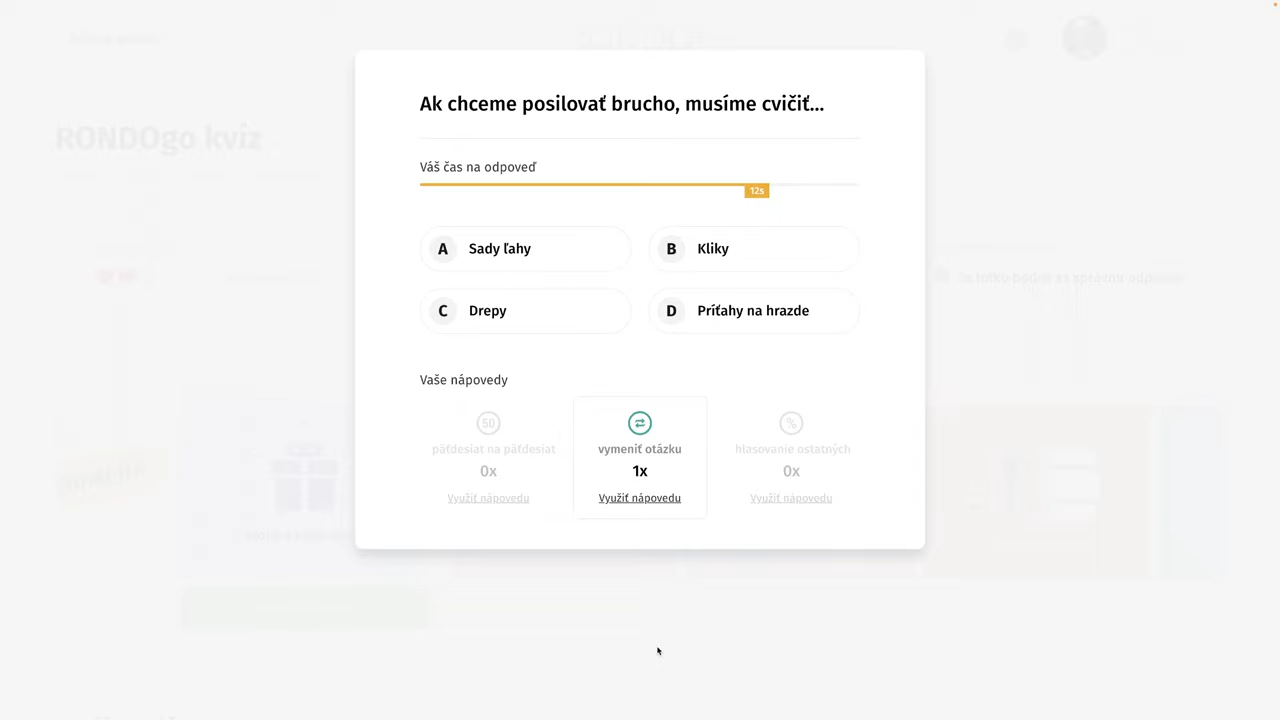 RONDOgo kvíz
Ak chceme posilovať brucho, musíme cvičiť...
Váš čas na odpoveď
12s
A Sady ľahy
B Kliky
C Drepy
D Príťahy na hrazde
Vaše nápovedy
50
päťdesiat na päťdesiat
0x
Využiť nápovedu
vymeniť otázku
1x
Využiť nápovedu
%
hlasovanie ostatných
0x
Využiť nápovedu